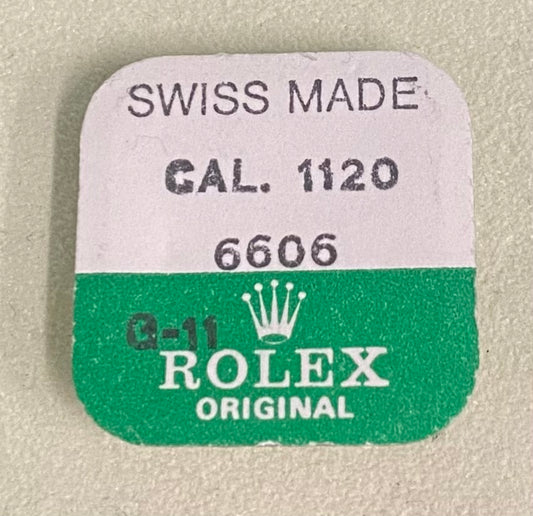 SWISS MADE
CAL. 1120
6606
G-11
ROLEX
ORIGINAL